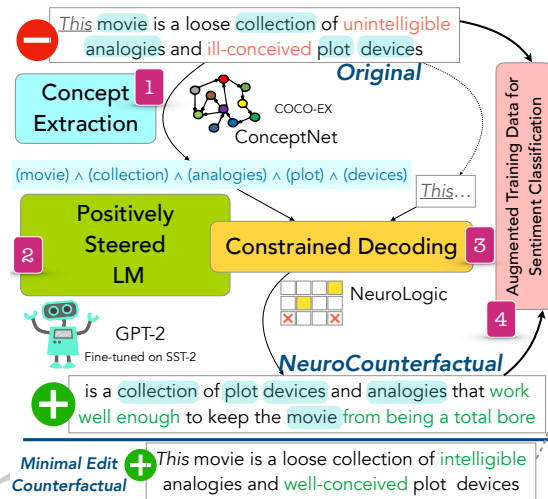 This movie is a loose collection of unintelligible
analogies and ill-conceived plot devices
Original
1
Concept
Extraction
COCO-EX
ConceptNet
(movie) ∧ (collection) ∧ (analogies) ∧ (plot) ∧ (devices)
This...
2
Positively
Steered
LM
Constrained Decoding
3
NeuroLogic
Augmented Training Data for
Sentiment Classification
4
GPT-2
Fine-tuned on SST-2
NeuroCounterfactual
is a collection of plot devices and analogies that work
well enough to keep the movie from being a total bore
Minimal Edit
Counterfactual
This movie is a loose collection of intelligible
analogies and well-conceived plot devices